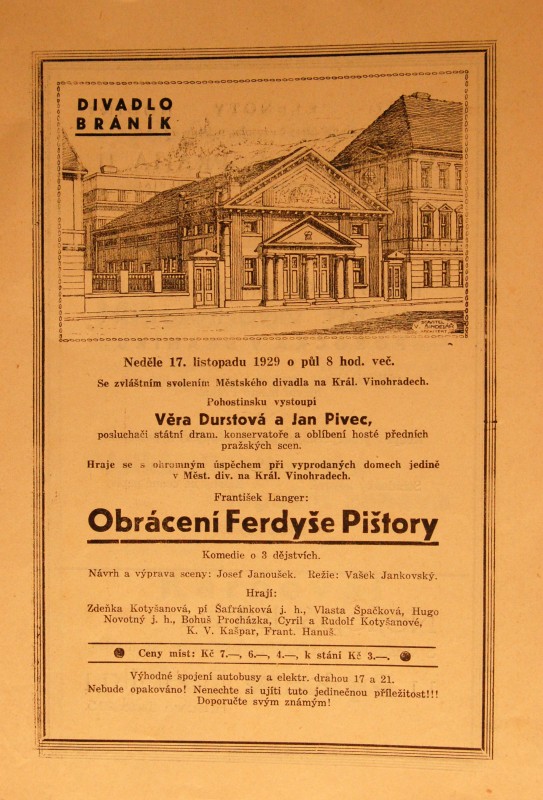 DIVADLO
BRÁNÍK
STAVITEL
V. ŠIMDELÁŘ
Neděle 17. listopadu 1929 o půl 8 hod. več.
Se zvláštním svolením Městského divadla na Král. Vinohradech.
Pohostinsku vystoupí
Věra Durstová a Jan Pivec,
posluchači státní dram. konservatoře a oblíbení hosté předních
pražských scen.
Hraje se s ohromným úspěchem při vyprodaných domech jedině
v Měst. div. na Král. Vinohradech.
František Langer:
Obrácení Ferdyše Pištory
Komedie o 3 dějstvích.
Návrh a výprava sceny: Josef Janoušek. Režie: Vašek Jankovský.
Hrají:
Zdeňka Kotyšanová, pí Šafránková j. h., Vlasta Špačková, Hugo
Novotný j. h., Bohuš Procházka, Cyril a Rudolf Kotyšanové,
K. V. Kašpar, Frant. Hanuš.
Ceny míst: Kč 7.—, 6.—, 4.—, k stání Kč 3.—.
Výhodné spojení autobusy a elektr. drahou 17 a 21.
Nebude opakováno! Nenechte si ujíti tuto jedinečnou příležitost!!!
Doporučte svým známým!